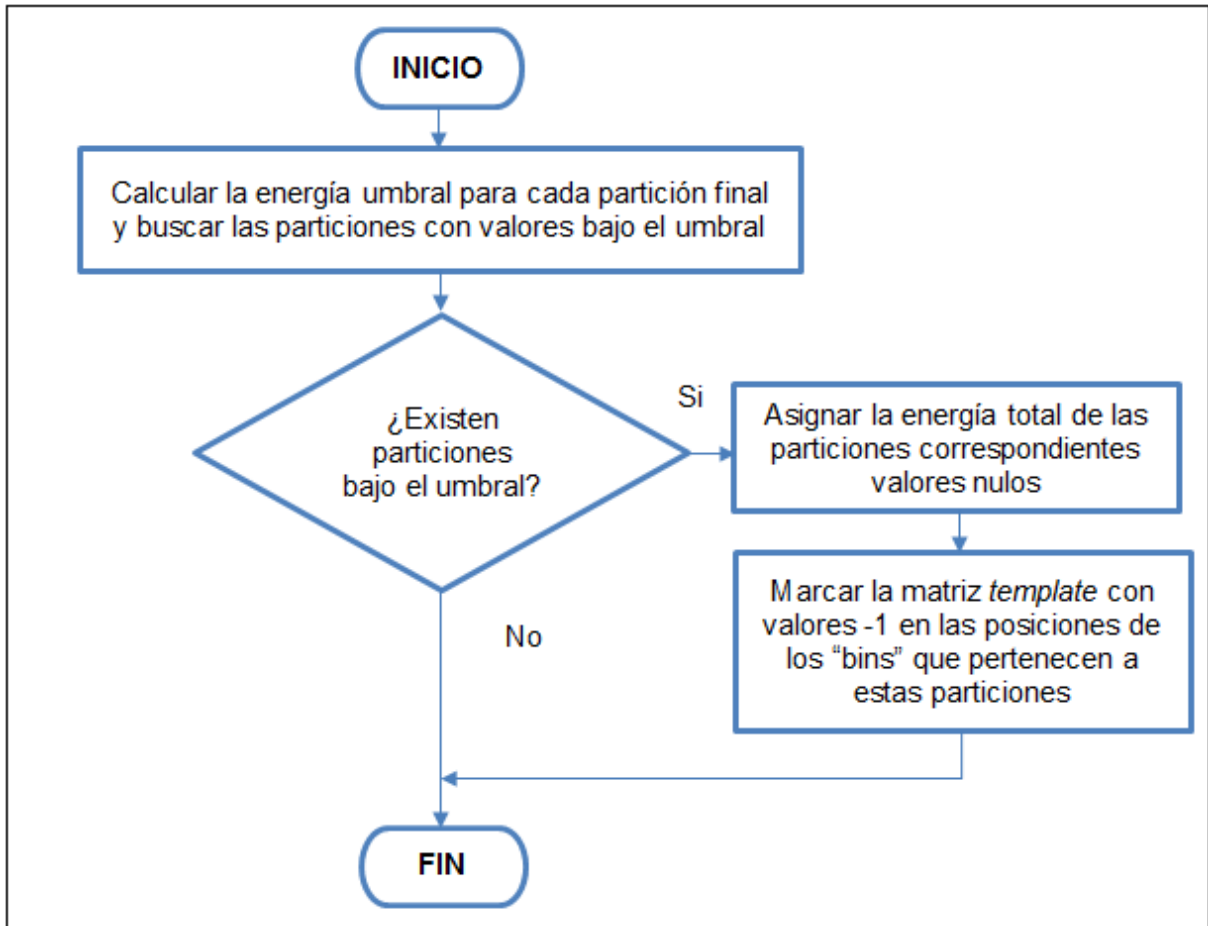 INICIO
Calcular la energía umbral para cada partición final
y buscar las particiones con valores bajo el umbral
¿Existen
particiones
bajo el umbral?
Si
Asignar la energía total de las
particiones correspondientes
valores nulos
Marcar la matriz template con
valores -1 en las posiciones de
los “bins” que pertenecen a
estas particiones
No
FIN